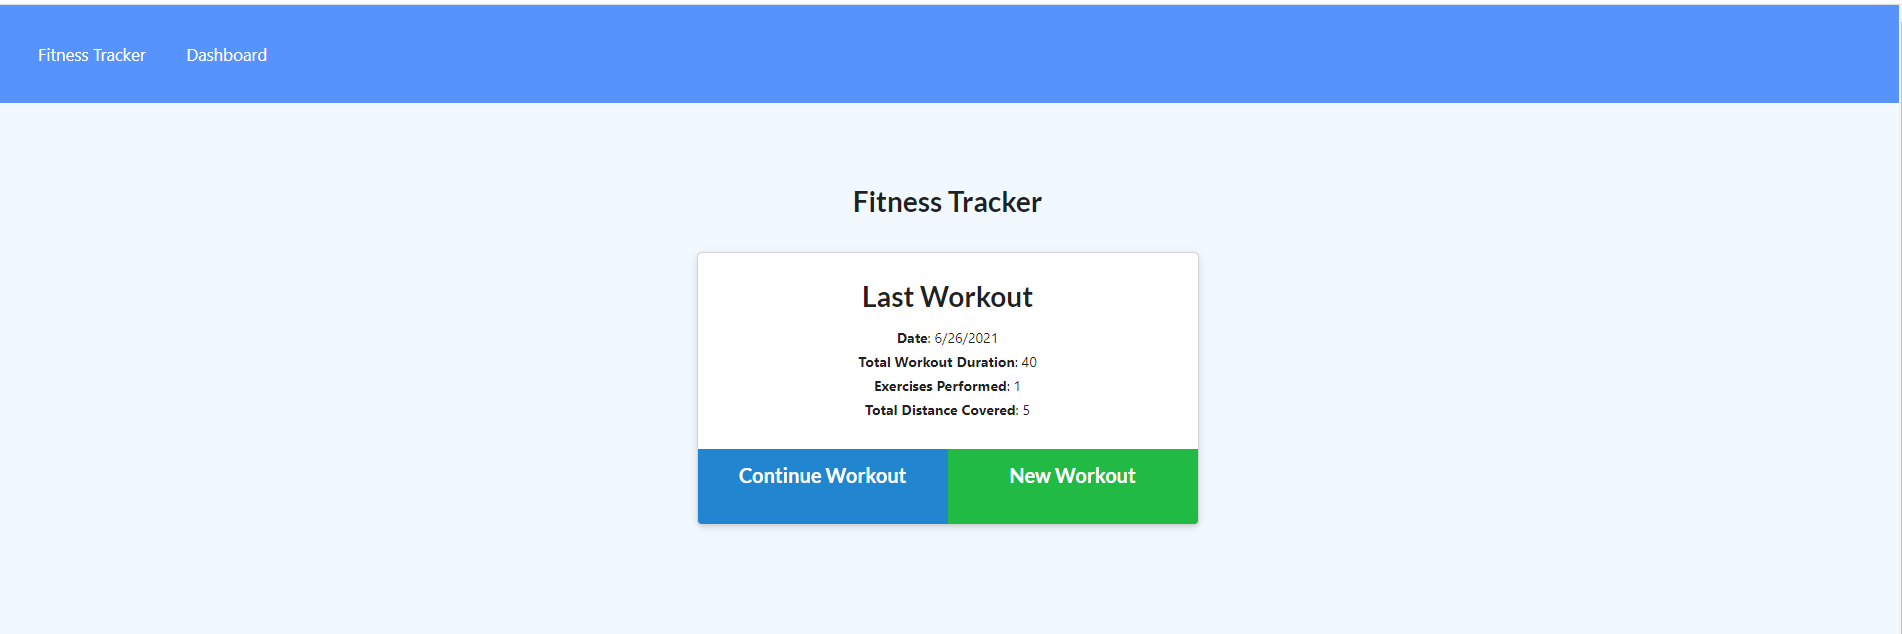 Fitness Tracker Dashboard
Fitness Tracker
Last Workout
Date: 6/26/2021
Total Workout Duration: 40
Exercises Performed: 1
Total Distance Covered: 5
Continue Workout New Workout